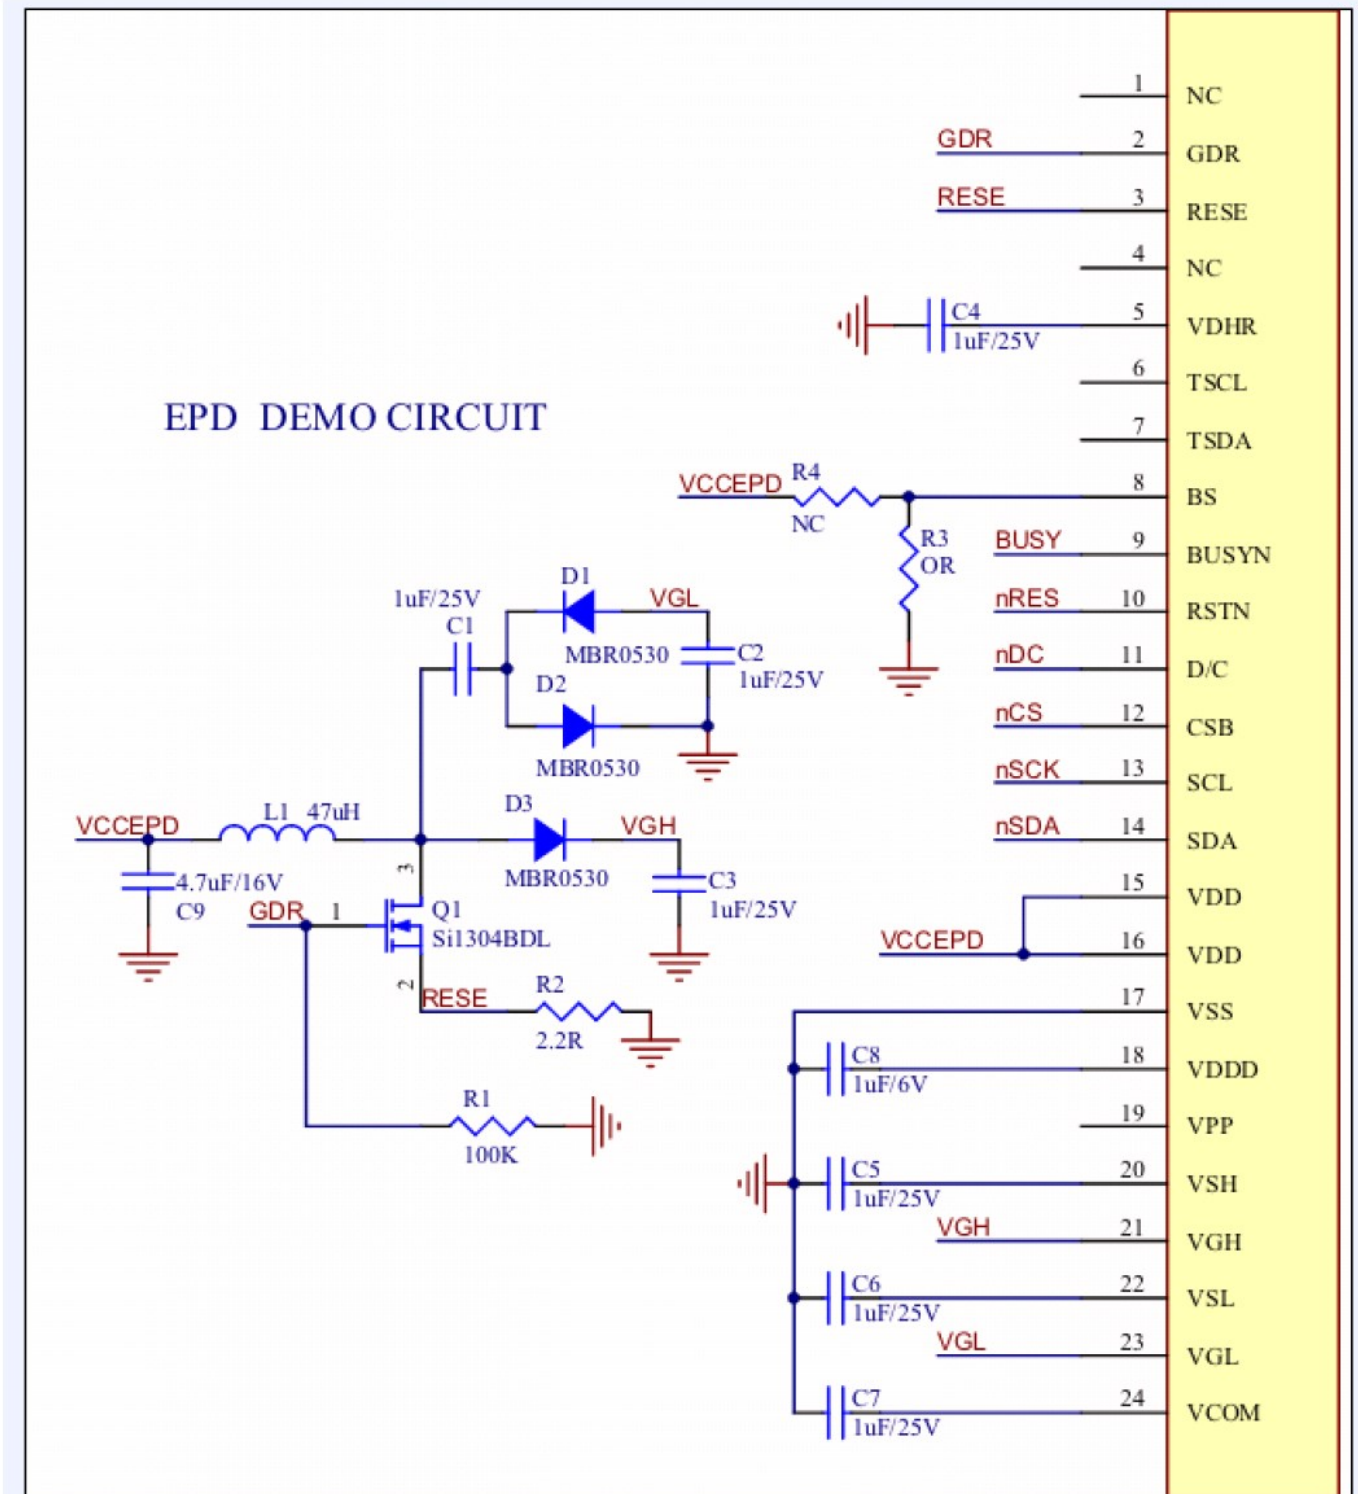 1 NC
GDR 2 GDR
RESE 3 RESE
4 NC
C4 5 VDHR
1uF/25V
6 TSCL
EPD DEMO CIRCUIT
7 TSDA
R4
VCCEPD 8 BS
NC
R3
OR
BUSY 9 BUSYN
D1
1uF/25V VGL nRES 10 RSTN
C1
MBR0530 C2
1uF/25V
nDC 11 D/C
D2
nCS 12 CSB
MBR0530
nSCK 13 SCL
L1 47uH D3
VCCEPD VGH nSDA 14 SDA
3
MBR0530 C3
1uF/25V
4.7uF/16V
C9
15 VDD
GDR 1 Q1
Si1304BDL
VCCEPD 16 VDD
2
RESE R2
2.2R
17 VSS
C8 18 VDDD
1uF/6V
R1
100K
19 VPP
C5 20 VSH
1uF/25V
VGH 21 VGH
C6 22 VSL
1uF/25V
VGL 23 VGL
C7 24 VCOM
1uF/25V